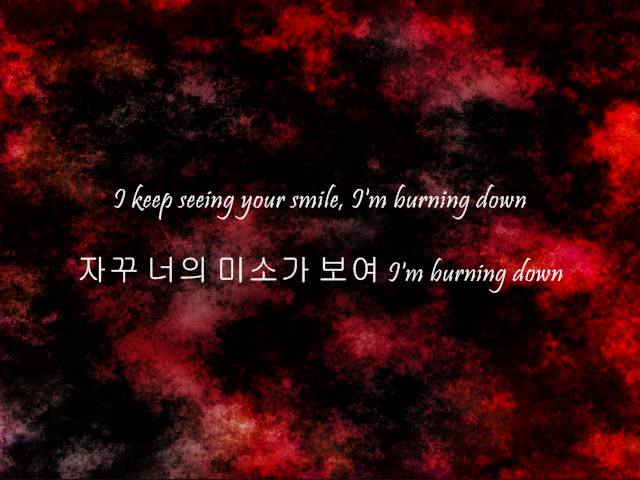 I keep seeing your smile, I'm burning down
자꾸 너의 미소가 보여 I'm burning down